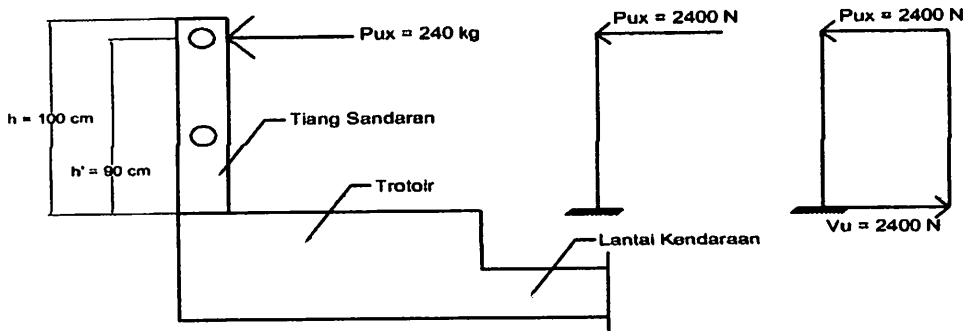 Pux = 2400 N
Pux = 2400 N
Pux = 240 kg
h = 100 cm
Tiang Sandaran
h' = 90 cm
Trotoir
Vu = 2400 N
Lantai Kendaraan